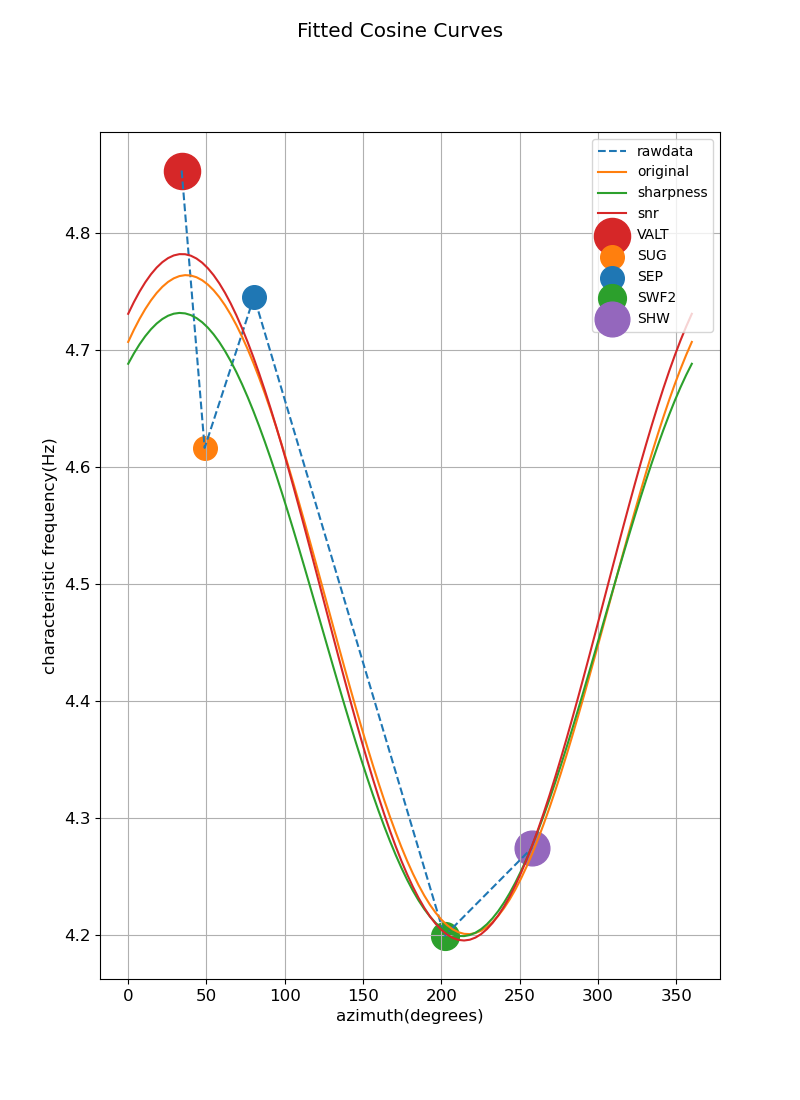 Fitted Cosine Curves
rawdata
original
sharpness
snr
VALT
SUG
SEP
SWF2
SHW
4.8
4.7
4.6
4.5
4.4
4.3
4.2
characteristic frequency(Hz)
0 50 100 150 200 250 300 350
azimuth(degrees)